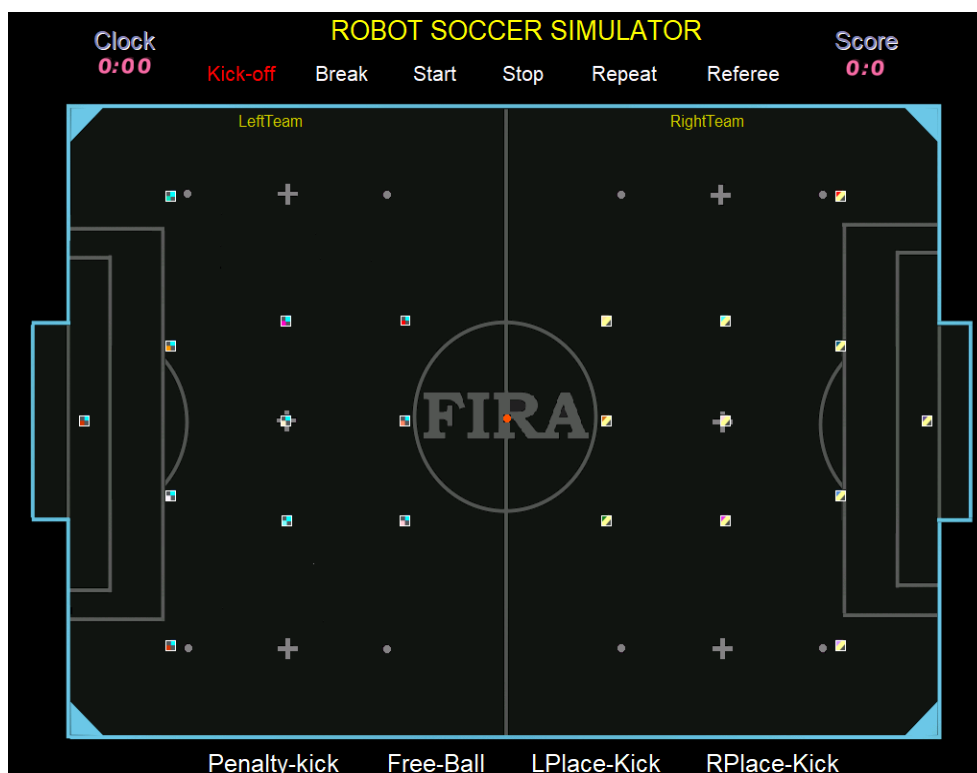 ROBOT SOCCER SIMULATOR
Clock
Score
0:00
0:0
Kick-off Break Start Stop Repeat Referee
LeftTeam RightTeam
FIRA
Penalty-kick Free-Ball LPlace-Kick RPlace-Kick